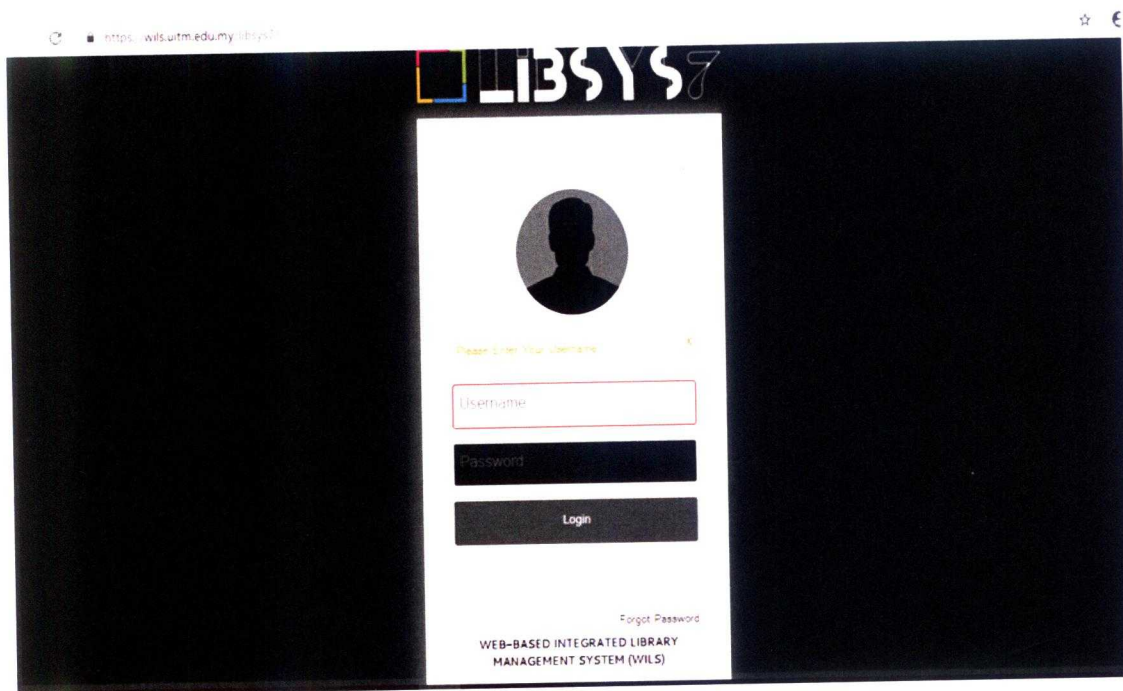 https://wils.uitm.edu.my/libsys7/
LiBSYS7
Please Enter Your Username
x
Username
Password
Login
Forgot Password
WEB-BASED INTEGRATED LIBRARY
MANAGEMENT SYSTEM (WILS)